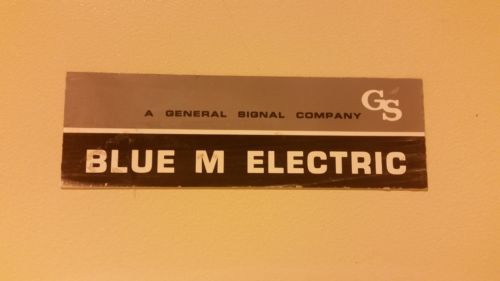 A GENERAL SIGNAL COMPANY GS
BLUE M ELECTRIC